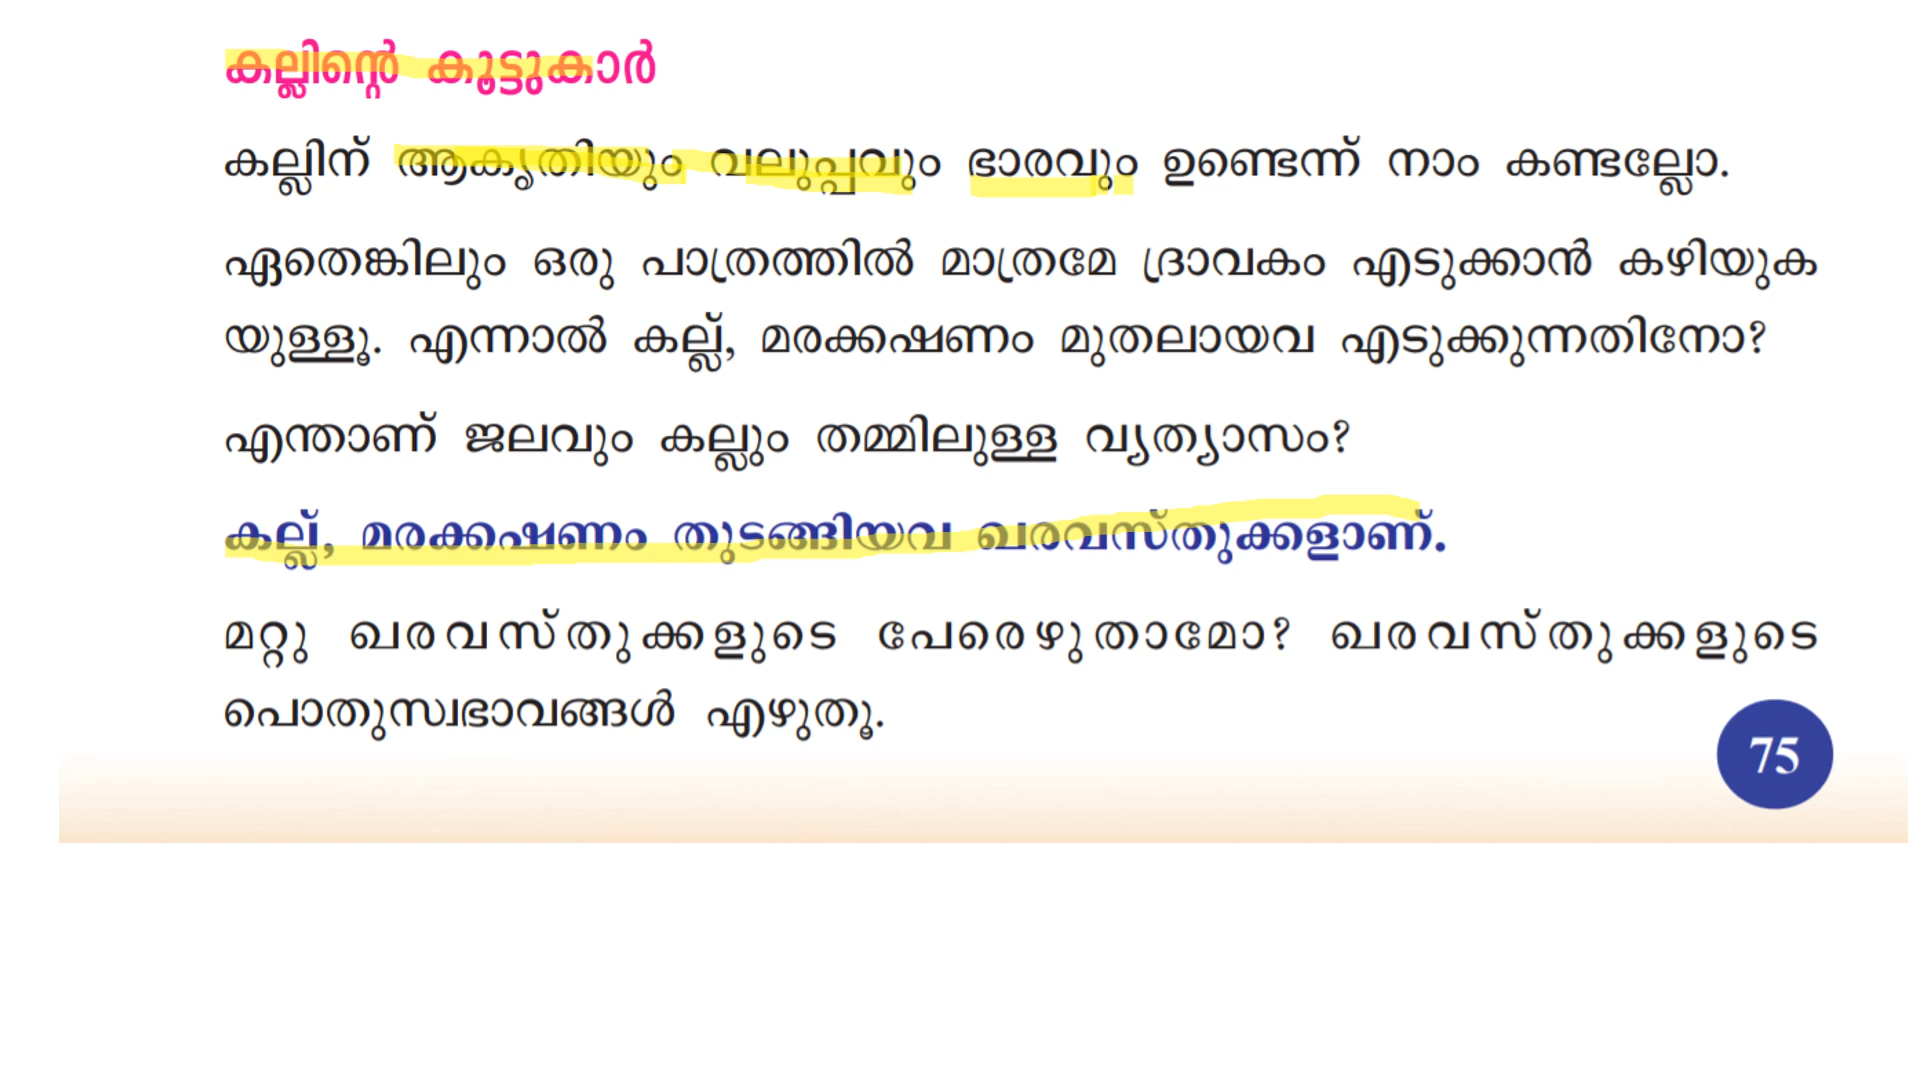 കല്ലിന്റെ കൂട്ടുകാർ
കല്ലിന് ആകൃതിയും വലുപ്പവും ഭാരവും ഉണ്ടെന്ന് നാം കണ്ടല്ലോ.
ഏതെങ്കിലും ഒരു പാത്രത്തിൽ മാത്രമേ ദ്രാവകം എടുക്കാൻ കഴിയുക
യുള്ളൂ. എന്നാൽ കല്ല്, മരക്കഷണം മുതലായവ എടുക്കുന്നതിനോ?
എന്താണ് ജലവും കല്ലും തമ്മിലുള്ള വ്യത്യാസം?
കല്ല്, മരക്കഷണം തുടങ്ങിയവ ഖരവസ്തുക്കളാണ്.
മറ്റു ഖരവസ്തുക്കളുടെ പേരെഴുതാമോ? ഖരവസ്തുക്കളുടെ
പൊതുസ്വഭാവങ്ങൾ എഴുതൂ.
75